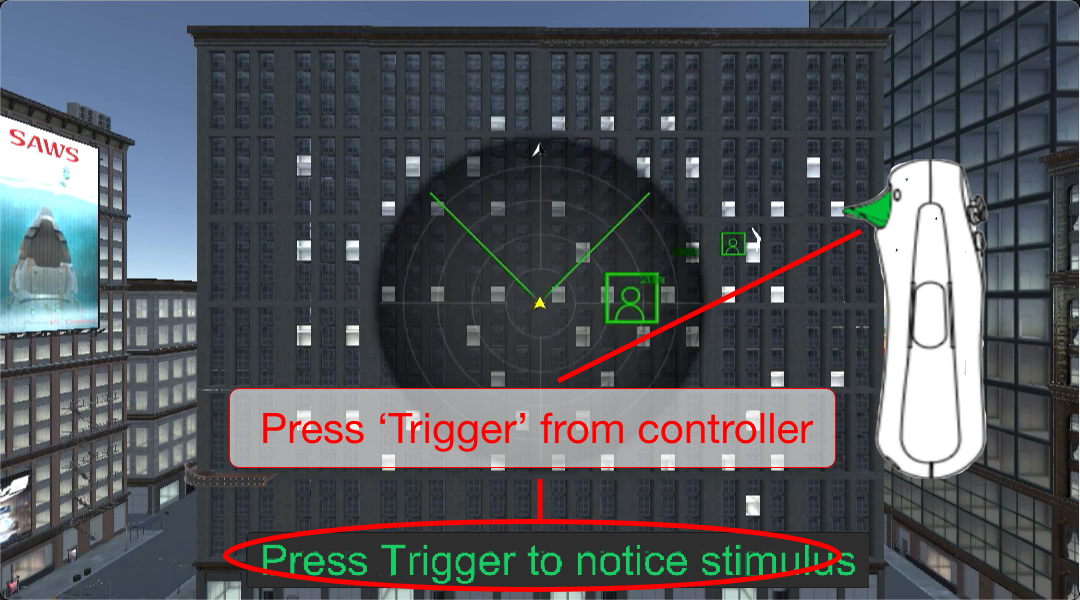 SAWS
Press ‘Trigger’ from controller
Press Trigger to notice stimulus